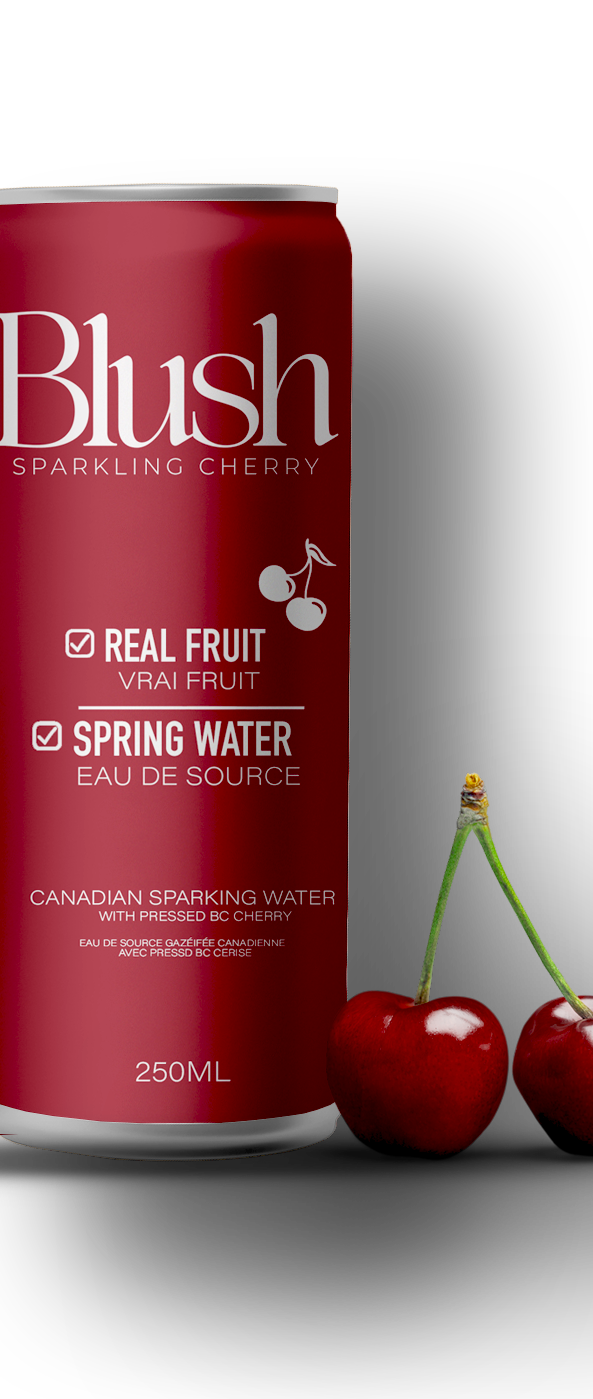 Blush
SPARKLING CHERRY
REAL FRUIT
VRAI FRUIT
SPRING WATER
EAU DE SOURCE
CANADIAN SPARKING WATER
WITH PRESSED BC CHERRY
EAU DE SOURCE GAZÉIFÉE CANADIENNE
AVEC PRESSD BC CERISE
250ML